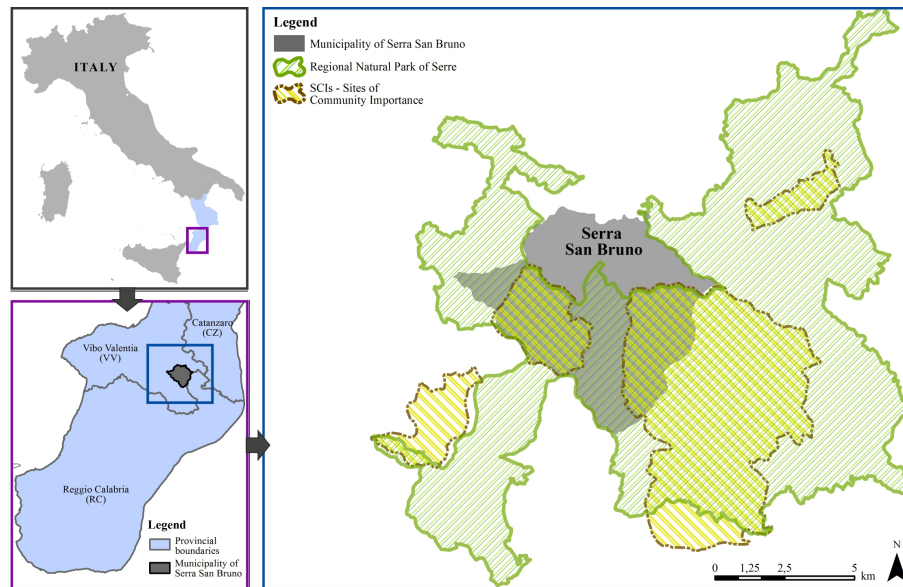 ITALY
Catanzaro
(CZ)
Vibo Valentia
(VV)
Reggio Calabria
(RC)
Legend
Provincial
boundaries
Municipality of
Serra San Bruno
Legend
Municipality of Serra San Bruno
Regional Natural Park of Serre
SCIs - Sites of
Community Importance
Serra
San Bruno
N
0 1,25 2,5 5
km